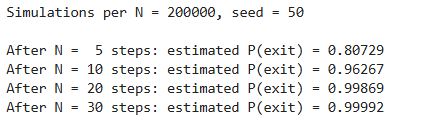 Simulations per N = 200000, seed = 50

After N =  5 steps: estimated P(exit) = 0.80729
After N = 10 steps: estimated P(exit) = 0.96267
After N = 20 steps: estimated P(exit) = 0.99869
After N = 30 steps: estimated P(exit) = 0.99992